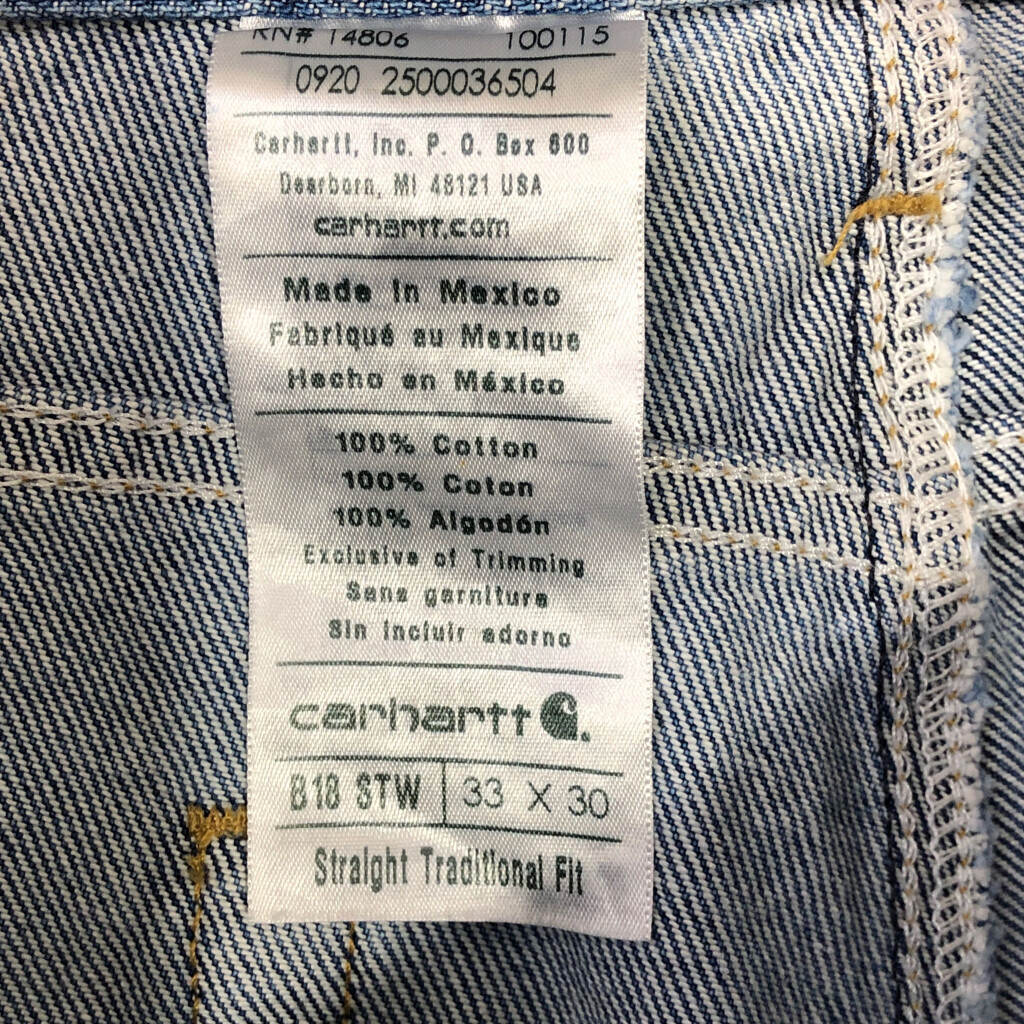 RN# 14806 100115
0920 2500036504
Carhartt, Inc. P. O. Box 600
Dearborn, MI 48121 USA
carhartt.com
Made in Mexico
Fabriqué au Mexique
Hecho en México
100% Cotton
100% Coton
100% Algodón
Exclusive of Trimming
Sans garniture
Sin incluir adorno
carhartt
B18 STW 33 X 30
Straight Traditional Fit